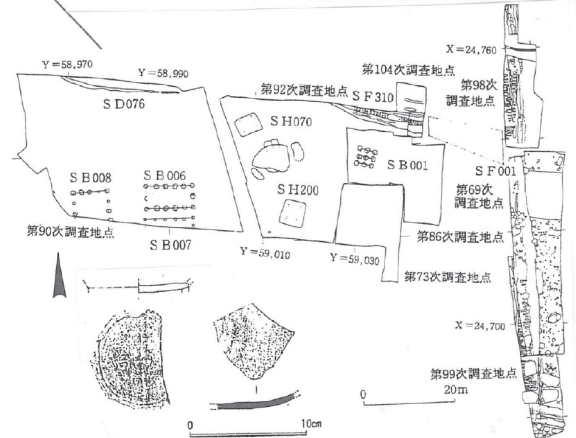 X=24,760
Y=58,970
Y=58,990
第104次調査地点
第92次調査地点
第98次
調査地点
SF310
SD076
SH070
SB001
SF001
SB008
SB006
SH200
第69次
調査地点
第90次調査地点
SB007
第86次調査地点
Y=59,010
Y=59,030
第73次調査地点
X=24,700
第99次調査地点
0
20m
0
10cm